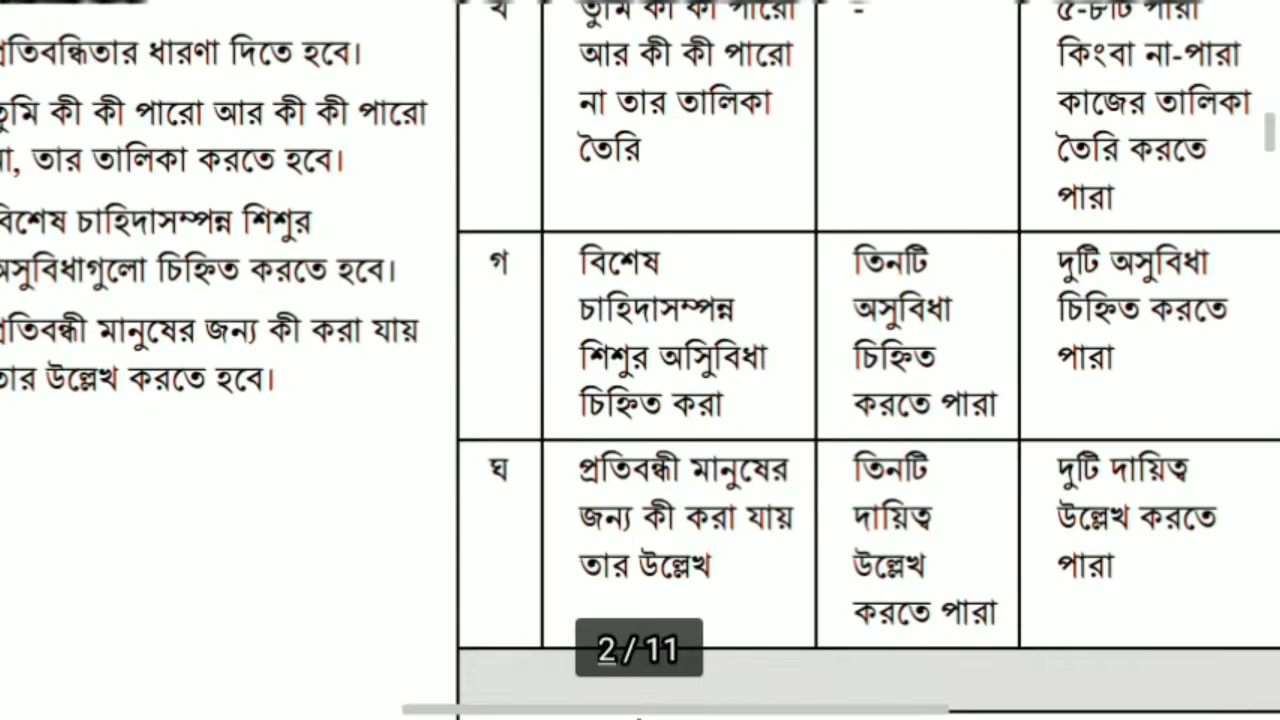 প্রতিবন্ধিতার ধারণা দিতে হবে।
তুমি কী কী পারো আর কী কী পারো
না, তার তালিকা করতে হবে।
বিশেষ চাহিদাসম্পন্ন শিশুর
অসুবিধাগুলো চিহ্নিত করতে হবে।
প্রতিবন্ধী মানুষের জন্য কী করা যায়
তার উল্লেখ করতে হবে।
খ
তুমি কী কী পারো
আর কী কী পারো
না তার তালিকা
তৈরি
-
৫-৮টি পারা
কিংবা না-পারা
কাজের তালিকা
তৈরি করতে
পারা
গ
বিশেষ
চাহিদাসম্পন্ন
শিশুর অসিুবিধা
চিহ্নিত করা
তিনটি
অসুবিধা
চিহ্নিত
করতে পারা
দুটি অসুবিধা
চিহ্নিত করতে
পারা
ঘ
প্রতিবন্ধী মানুষের
জন্য কী করা যায়
তার উল্লেখ
তিনটি
দায়িত্ব
উল্লেখ
করতে পারা
দুটি দায়িত্ব
উল্লেখ করতে
পারা
2/11